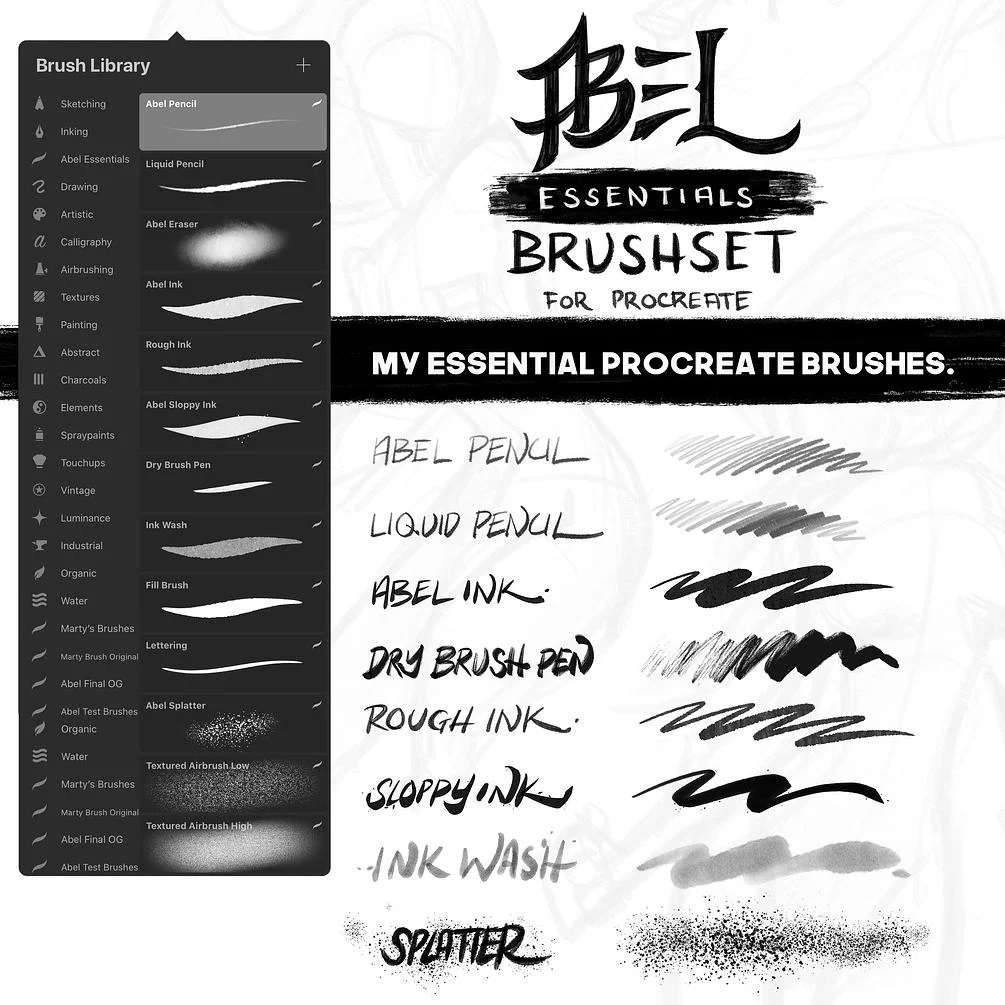 Brush Library
Sketching
Inking
Abel Essentials
Drawing
Artistic
Calligraphy
Airbrushing
Textures
Painting
Abstract
Charcoals
Elements
Spraypaints
Touchups
Vintage
Luminance
Industrial
Organic
Water
Marty's Brushes
Marty Brush Original
Abel Final OG
Abel Test Brushes
Organic
Water
Marty's Brushes
Marty Brush Original
Abel Final OG
Abel Test Brushes
Abel Pencil
Liquid Pencil
Abel Eraser
Abel Ink
Rough Ink
Abel Sloppy Ink
Dry Brush Pen
Ink Wash
Fill Brush
Lettering
Abel Splatter
Textured Airbrush Low
Textured Airbrush High
ABEL
ESSENTIALS
BRUSHSET
FOR PROCREATE
MY ESSENTIAL PROCREATE BRUSHES.
ABEL PENCIL
LIQUID PENCIL
ABEL INK.
DRY BRUSH PEN
ROUGH INK.
SLOPPY INK
INK WASH
SPLATTER